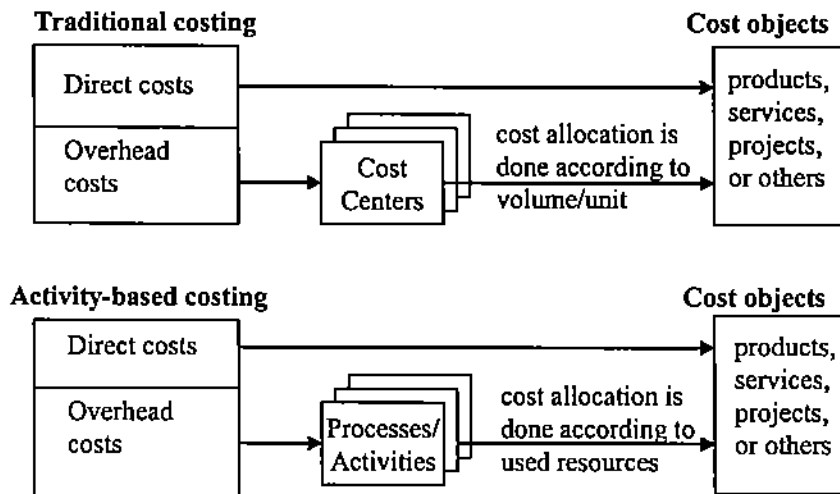 Traditional costing
Cost objects
Direct costs
Overhead
costs
Cost
Centers
cost allocation is
done according to
volume/unit
products,
services,
projects,
or others
Activity-based costing
Cost objects
Direct costs
Overhead
costs
Processes/
Activities
cost allocation is
done according to
used resources
products,
services,
projects,
or others